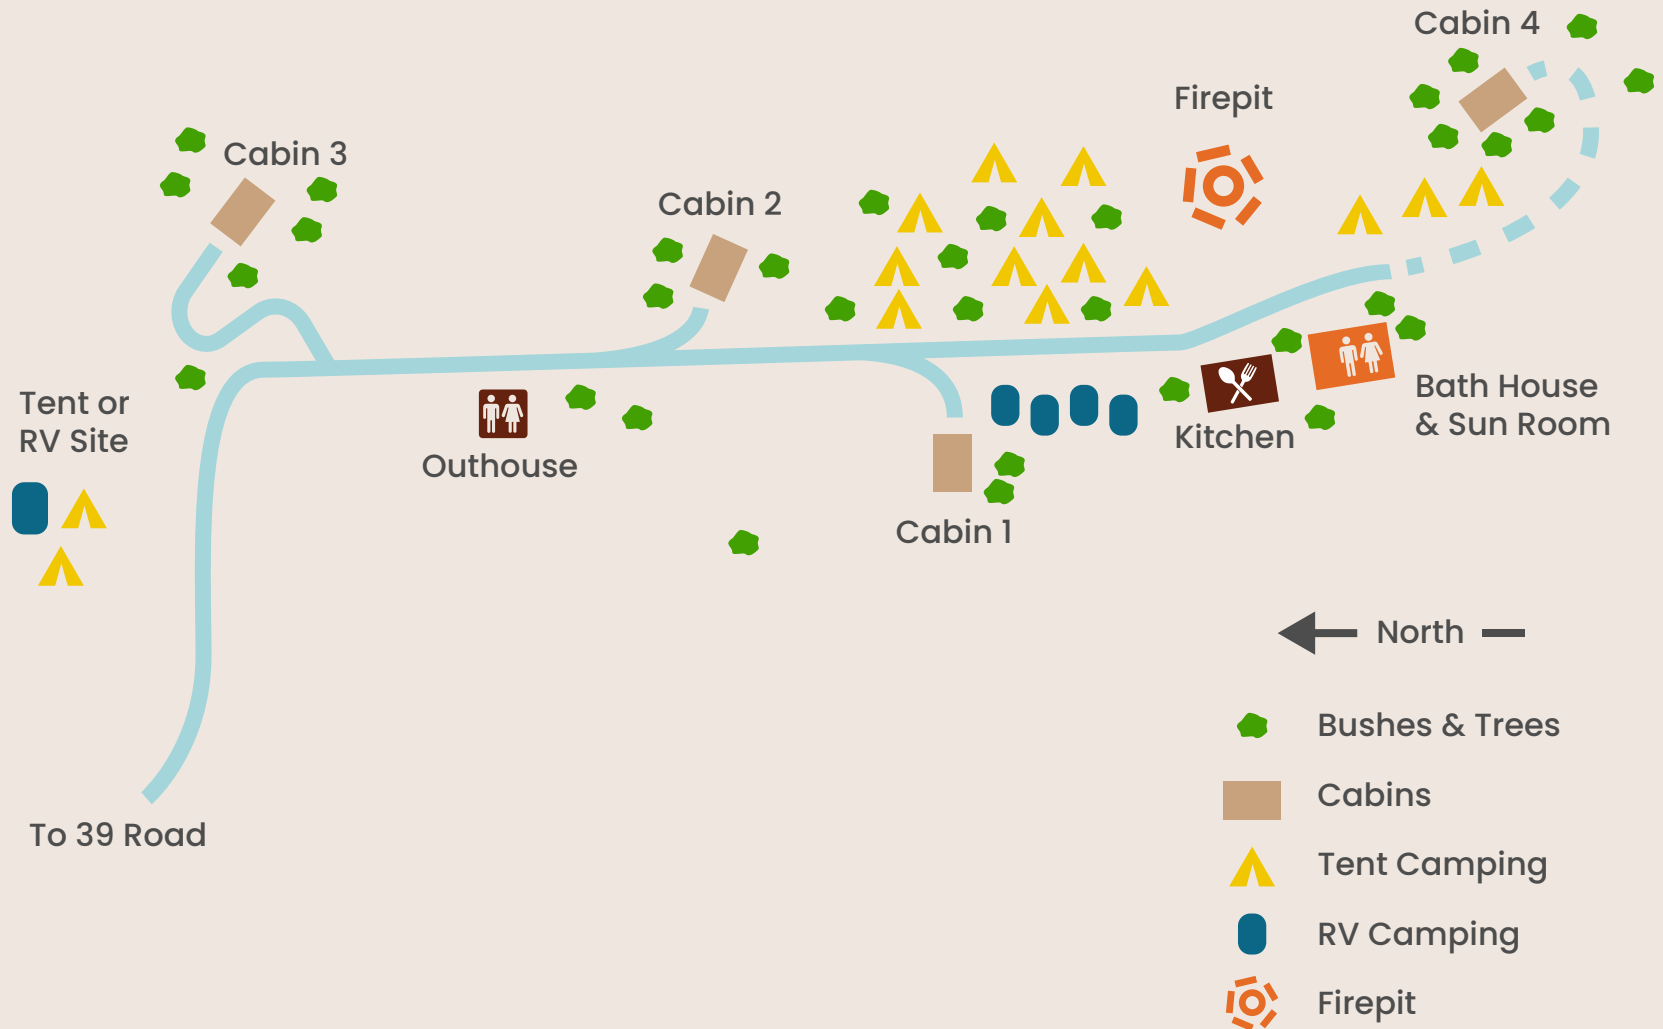 Cabin 4
Firepit
Cabin 3
Cabin 2
Tent or
RV Site
Bath House
& Sun Room
Kitchen
Outhouse
Cabin 1
North
Bushes & Trees
To 39 Road
Cabins
Tent Camping
RV Camping
Firepit